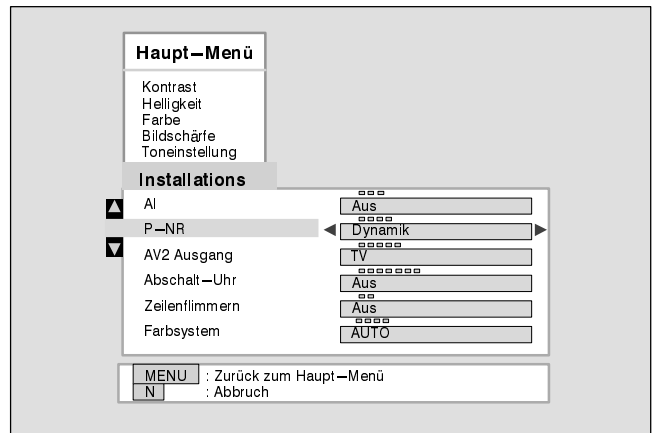 Haupt–Menü
Kontrast
Helligkeit
Farbe
Bildschärfe
Toneinstellung
Installations
AI Aus
P–NR Dynamik
AV2 Ausgang TV
Abschalt–Uhr Aus
Zeilenflimmern Aus
Farbsystem AUTO
MENU : Zurück zum Haupt–Menü
N : Abbruch